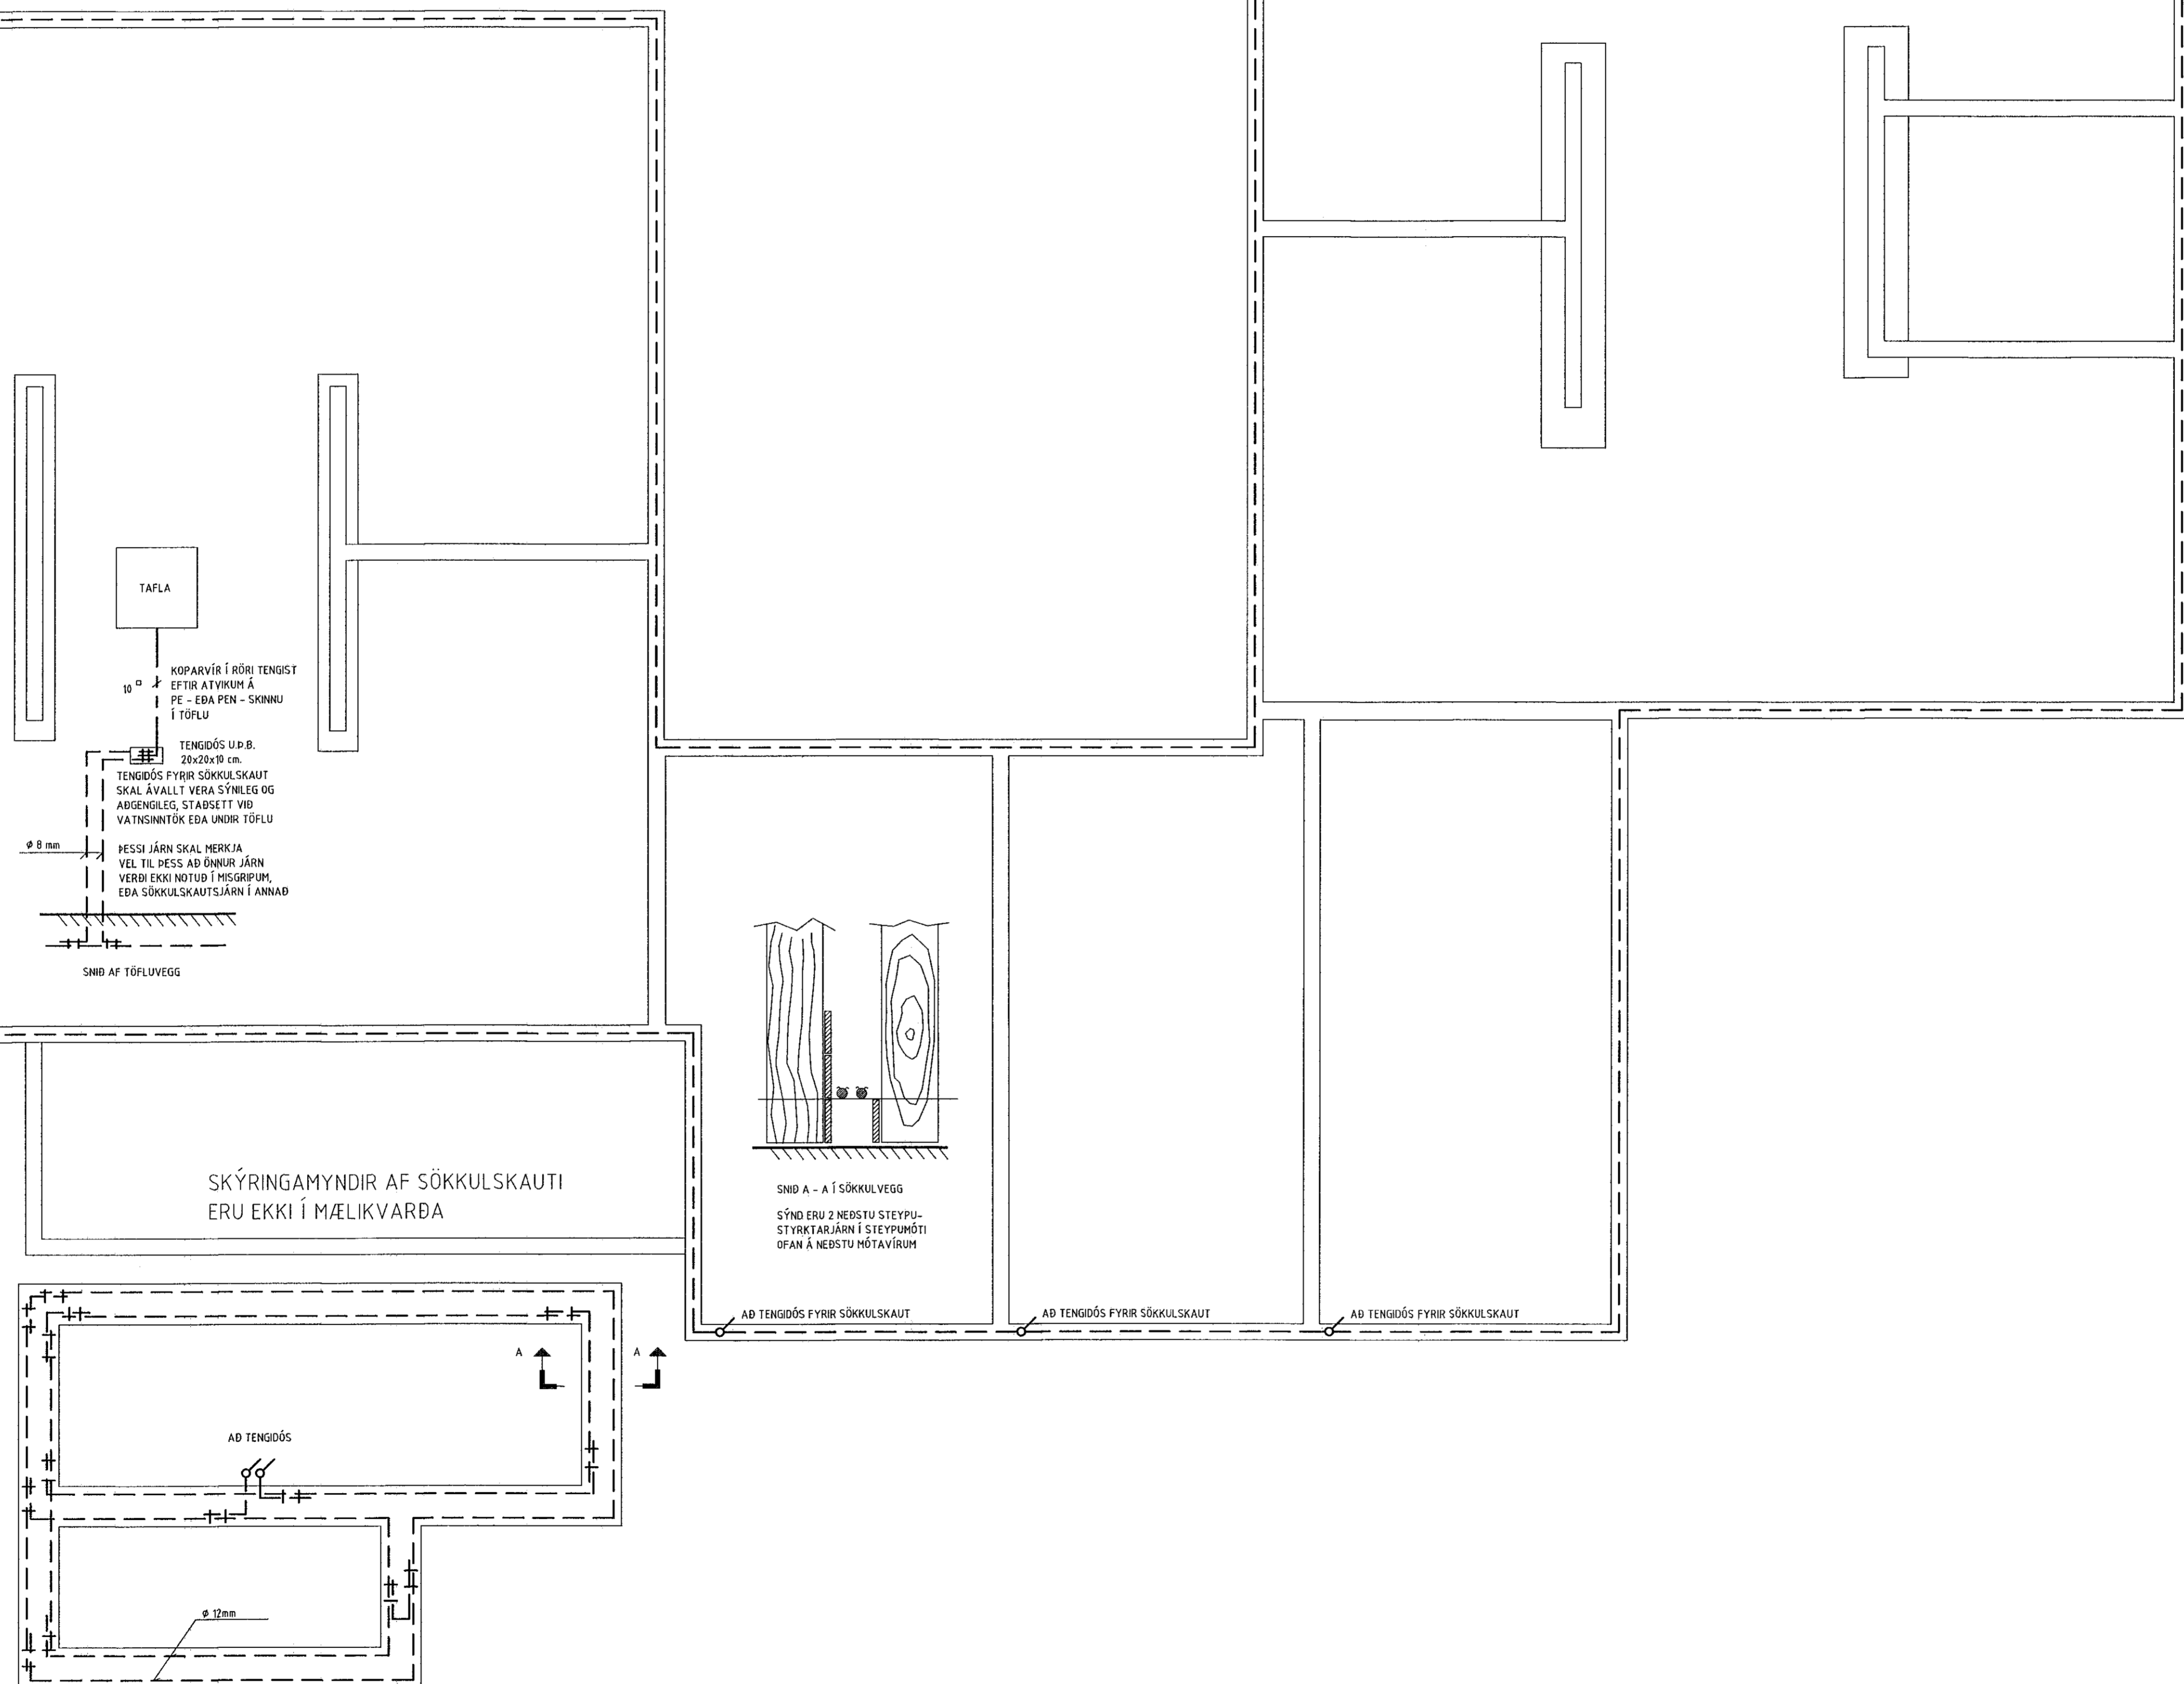 TAFLA
10
KOPARVÍR Í RÖRI TENGIST
EFTIR ATVIKUM Á
PE - EÐA PEN - SKINNU
Í TÖFLU
TENGIDÓS U.Þ.B.
20x20x10 cm.
TENGIDÓS FYRIR SÖKKULSKAUT
SKAL ÁVALLT VERA SÝNILEG OG
AÐGENGILEG, STAÐSETT VIÐ
VATNSINNTÖK EÐA UNDIR TÖFLU
ø 8 mm
ÞESSI JÁRN SKAL MERKJA
VEL TIL ÞESS AÐ ÖNNUR JÁRN
VERÐI EKKI NOTUÐ Í MISGRIPUM,
EÐA SÖKKULSKAUTSJÁRN Í ANNAÐ
SNIÐ AF TÖFLUVEGG
SKÝRINGAMYNDIR AF SÖKKULSKAUTI
ERU EKKI Í MÆLIKVARÐA
SNIÐ A - A Í SÖKKULVEGG
SÝND ERU 2 NEÐSTU STEYPU-
STYRKTARJÁRN Í STEYPUMÓTI
OFAN Á NEÐSTU MÓTAVÍRUM
AÐ TENGIDÓS FYRIR SÖKKULSKAUT
AÐ TENGIDÓS FYRIR SÖKKULSKAUT
AÐ TENGIDÓS FYRIR SÖKKULSKAUT
A
A
AÐ TENGIDÓS
ø 12mm